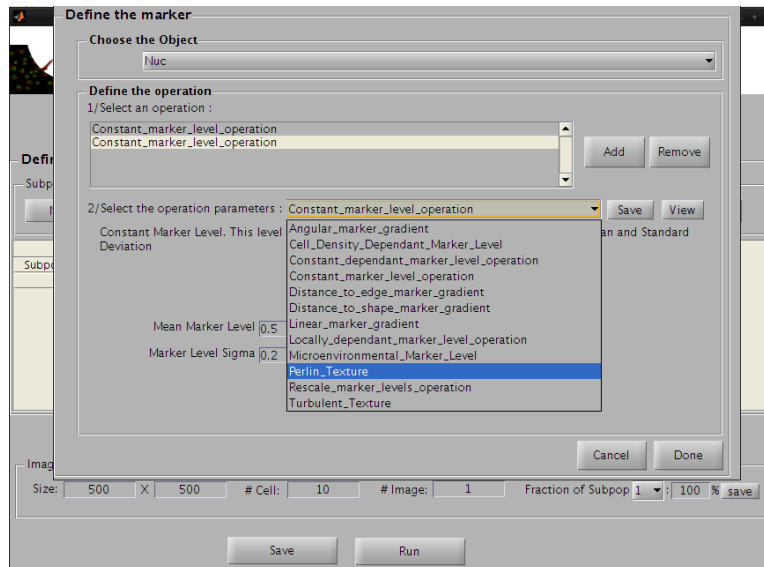 Define the marker
Choose the Object
Nuc
Define the operation
1/Select an operation :
Constant_marker_level_operation
Constant_marker_level_operation
Add
Remove
2/Select the operation parameters :
Constant_marker_level_operation
Save
View
Constant Marker Level. This level
an and Standard
Deviation
Angular_marker_gradient
Cell_Density_Dependant_Marker_Level
Constant_dependant_marker_level_operation
Constant_marker_level_operation
Distance_to_edge_marker_gradient
Distance_to_shape_marker_gradient
Linear_marker_gradient
Locally_dependant_marker_level_operation
Microenvironmental_Marker_Level
Perlin_Texture
Rescale_marker_levels_operation
Turbulent_Texture
Mean Marker Level 0.5
Marker Level Sigma 0.2
Cancel
Done
Defin
Subp
Subpo
Imag
Size: 500 X 500 # Cell: 10 # Image: 1 Fraction of Subpop 1 : 100 % save
Save
Run